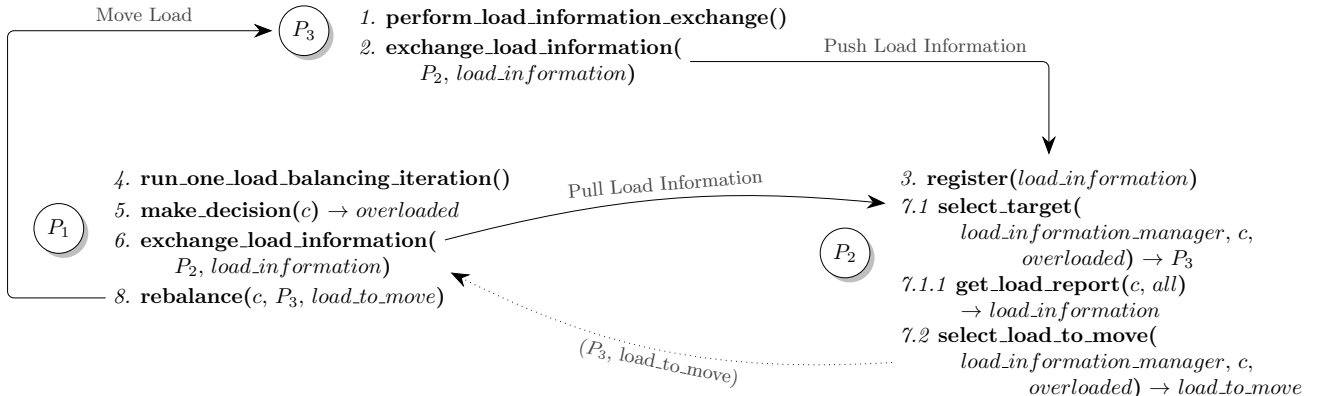 Move Load
P3
1. perform_load_information_exchange()
2. exchange_load_information(
P2, load_information)
Push Load Information
P1
4. run_one_load_balancing_iteration()
5. make_decision(c) → overloaded
6. exchange_load_information(
P2, load_information)
8. rebalance(c, P3, load_to_move)
Pull Load Information
(P3, load_to_move)
P2
3. register(load_information)
7.1 select_target(
load_information_manager, c,
overloaded) → P3
7.1.1 get_load_report(c, all)
→ load_information
7.2 select_load_to_move(
load_information_manager, c,
overloaded) → load_to_move